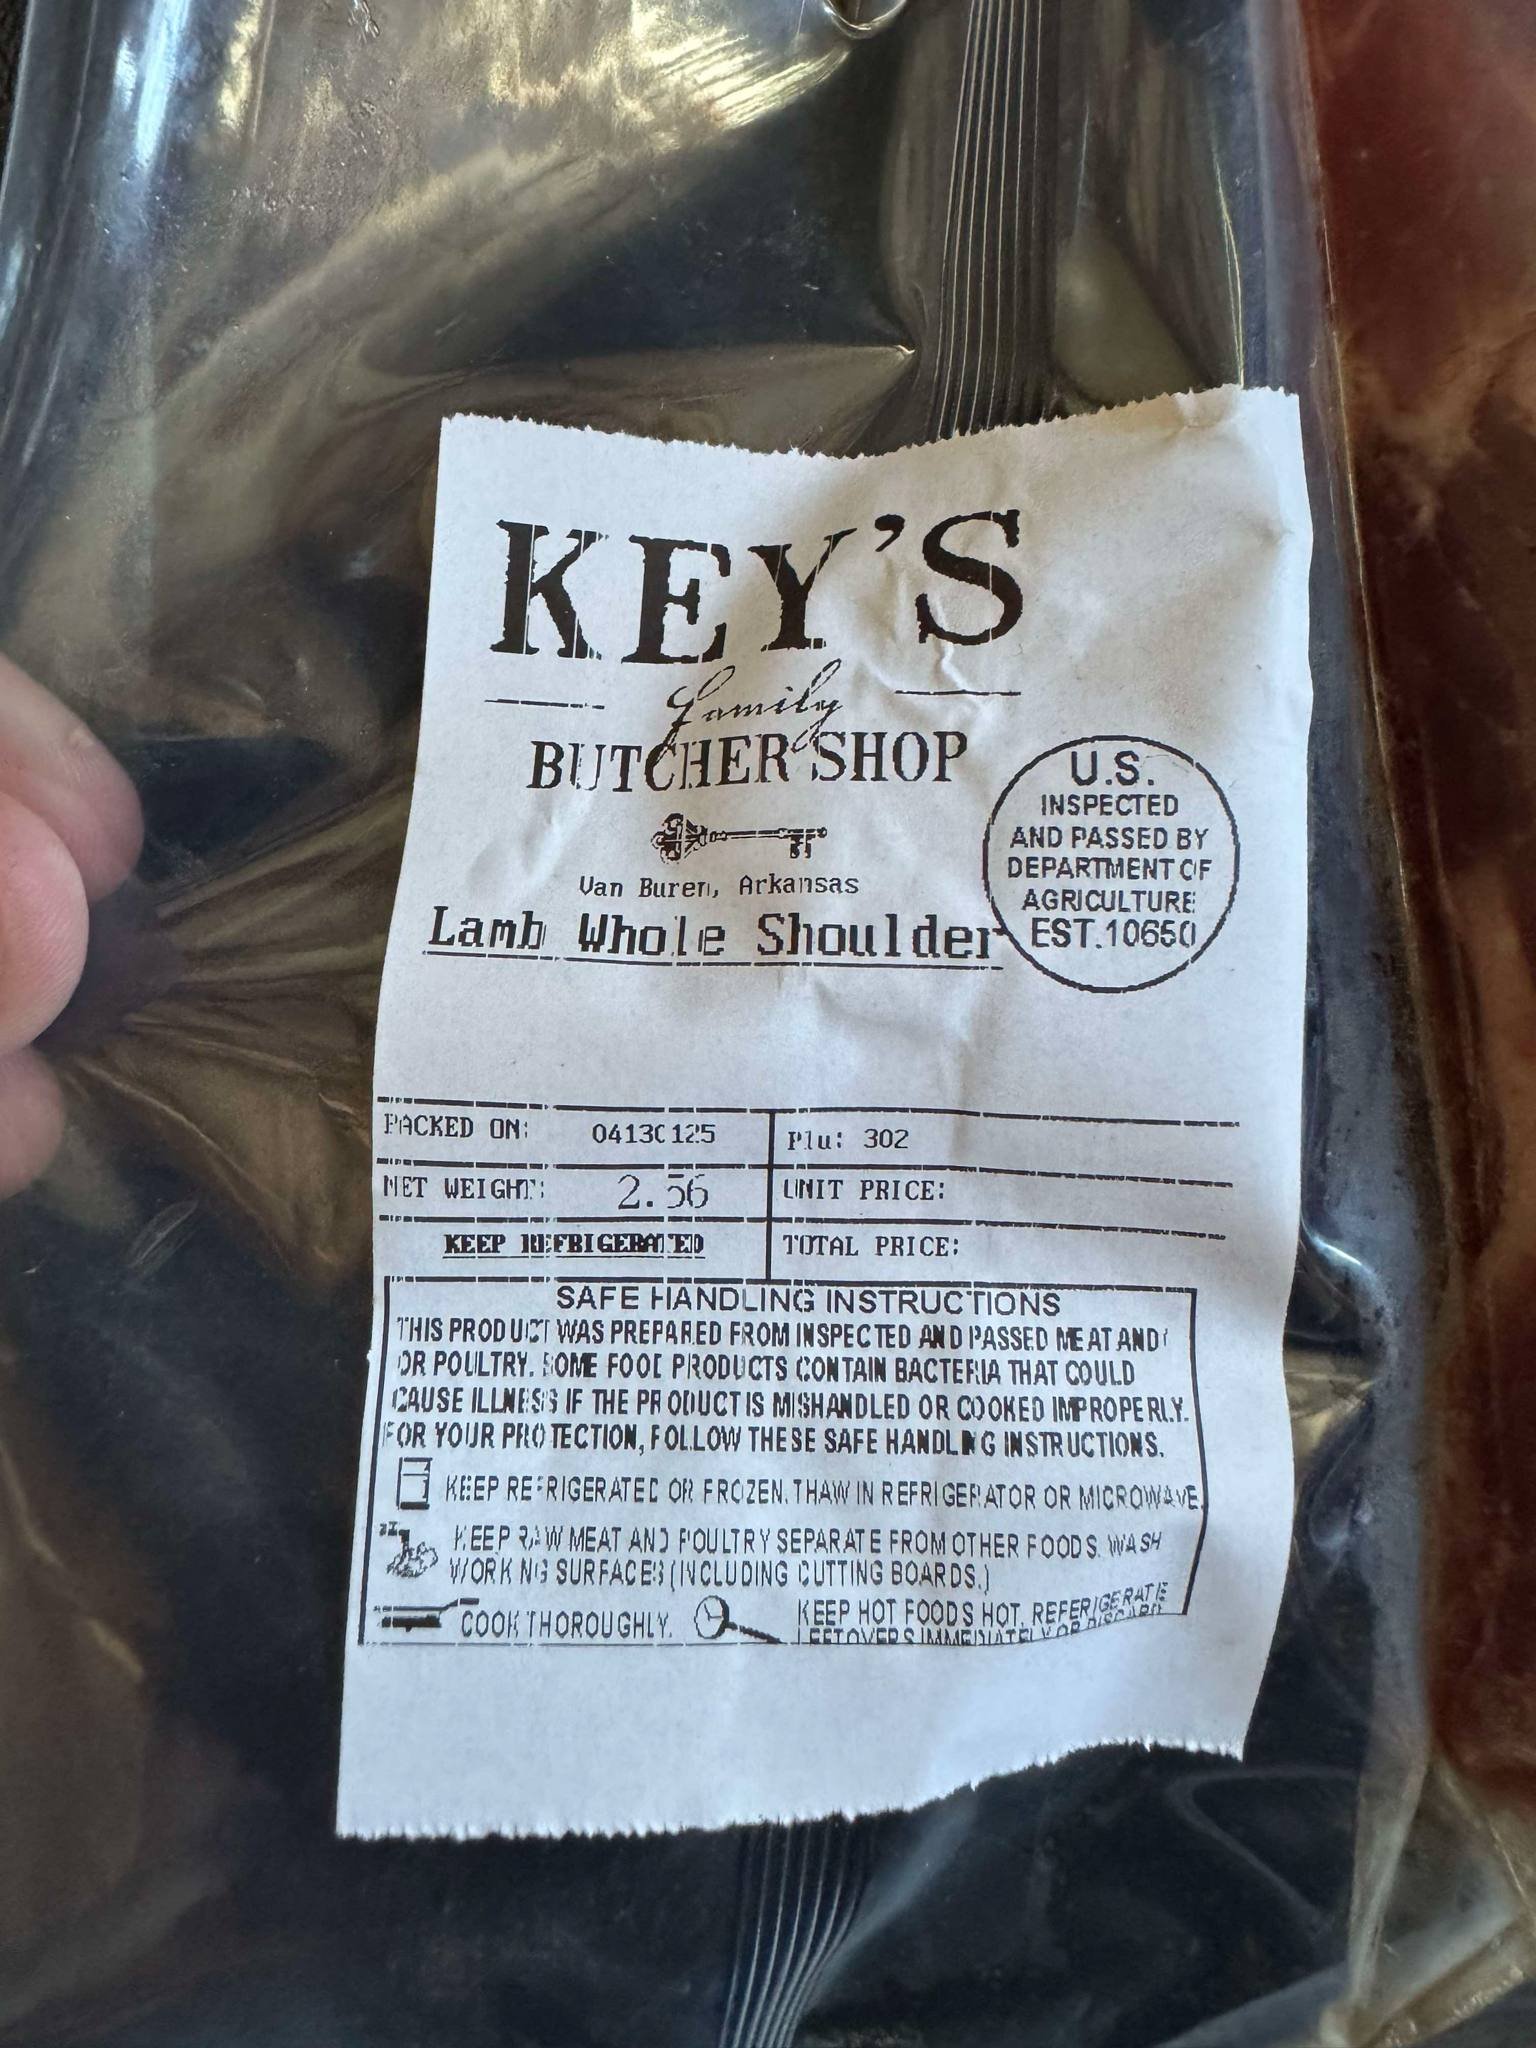 KEY'S
Family
BUTCHER SHOP
Van Buren, Arkansas
Lamb Whole Shoulder
U.S.
INSPECTED
AND PASSED BY
DEPARTMENT OF
AGRICULTURE
EST.10650
PACKED ON:
Plu: 302
NET WEIGHT: 2.56
UNIT PRICE:
KEEP REFRIGERATED
TOTAL PRICE:
SAFE HANDLING INSTRUCTIONS
THIS PRODUCT WAS PREPARED FROM INSPECTED AND PASSED MEAT AND/
OR POULTRY. SOME FOOD PRODUCTS CONTAIN BACTERIA THAT COULD
CAUSE ILLNESS IF THE PRODUCT IS MISHANDLED OR COOKED IMPROPERLY.
FOR YOUR PROTECTION, FOLLOW THESE SAFE HANDLING INSTRUCTIONS.
KEEP REFRIGERATED OR FROZEN. THAW IN REFRIGERATOR OR MICROWAVE.
KEEP RAW MEAT AND POULTRY SEPARATE FROM OTHER FOODS. WASH
WORKING SURFACES (INCLUDING CUTTING BOARDS.)
COOK THOROUGHLY.
KEEP HOT FOODS HOT. REFERIGERATE
LEFTOVERS IMMEDIATELY OR DISCARD.